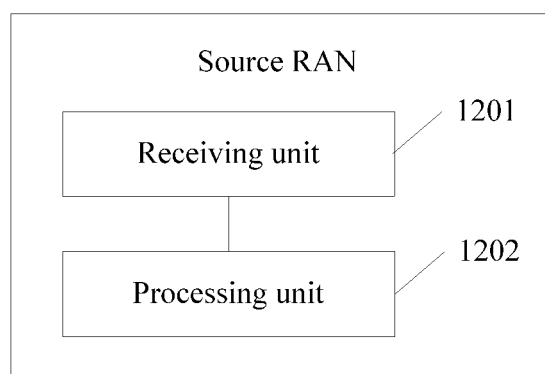 Source RAN
1201
Receiving unit
1202
Processing unit